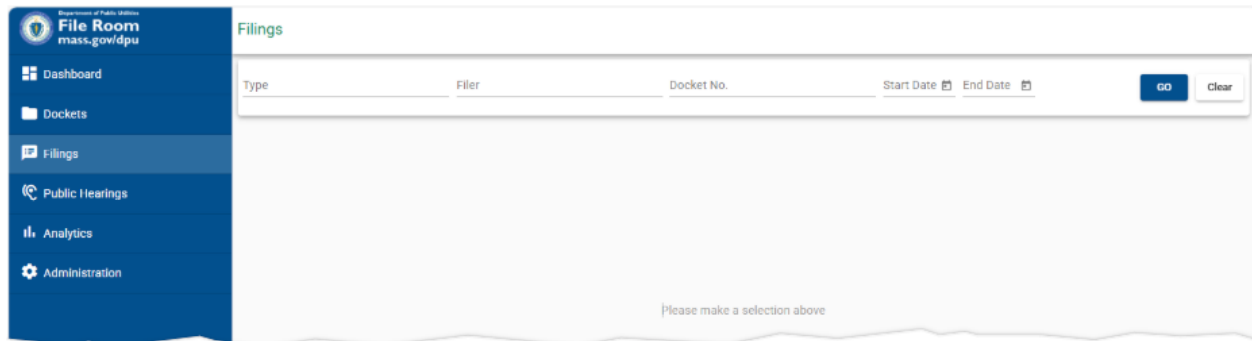 Department of Public Utilities
File Room
mass.gov/dpu
Filings
Dashboard
Type Filer Docket No. Start Date End Date GO Clear
Dockets
Filings
Public Hearings
Analytics
Administration
Please make a selection above